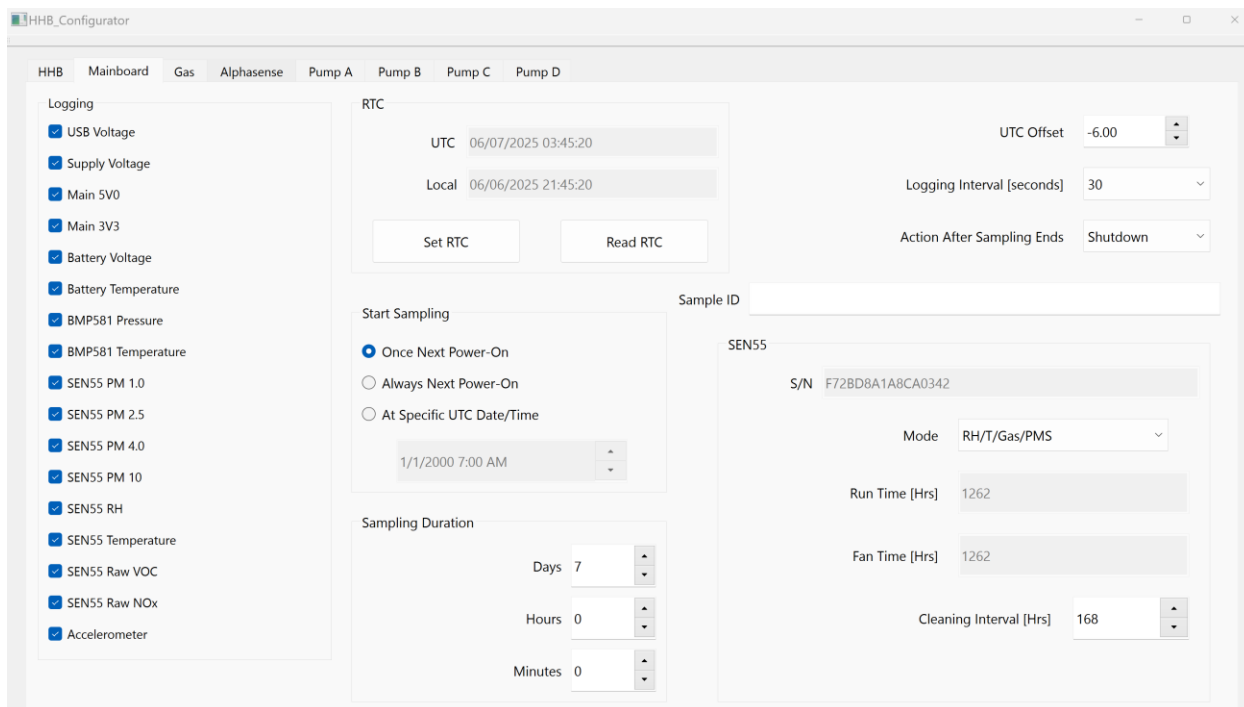 HHB_Configurator
HHB Mainboard Gas Alphasense Pump A Pump B Pump C Pump D
Logging
USB Voltage
Supply Voltage
Main 5V0
Main 3V3
Battery Voltage
Battery Temperature
BMP581 Pressure
BMP581 Temperature
SEN55 PM 1.0
SEN55 PM 2.5
SEN55 PM 4.0
SEN55 PM 10
SEN55 RH
SEN55 Temperature
SEN55 Raw VOC
SEN55 Raw NOx
Accelerometer
RTC
UTC 06/07/2025 03:45:20
Local 06/06/2025 21:45:20
Set RTC Read RTC
UTC Offset -6.00
Logging Interval [seconds] 30
Action After Sampling Ends Shutdown
Sample ID
Start Sampling
Once Next Power-On
Always Next Power-On
At Specific UTC Date/Time
1/1/2000 7:00 AM
Sampling Duration
Days 7
Hours 0
Minutes 0
SEN55
S/N F72BD8A1A8CA0342
Mode RH/T/Gas/PMS
Run Time [Hrs] 1262
Fan Time [Hrs] 1262
Cleaning Interval [Hrs] 168